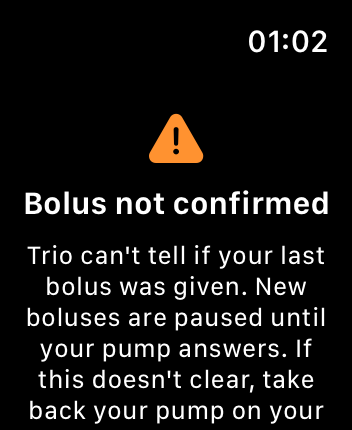 01:02
Bolus not confirmed
Trio can't tell if your last
bolus was given. New
boluses are paused until
your pump answers. If
this doesn't clear, take
back your pump on your